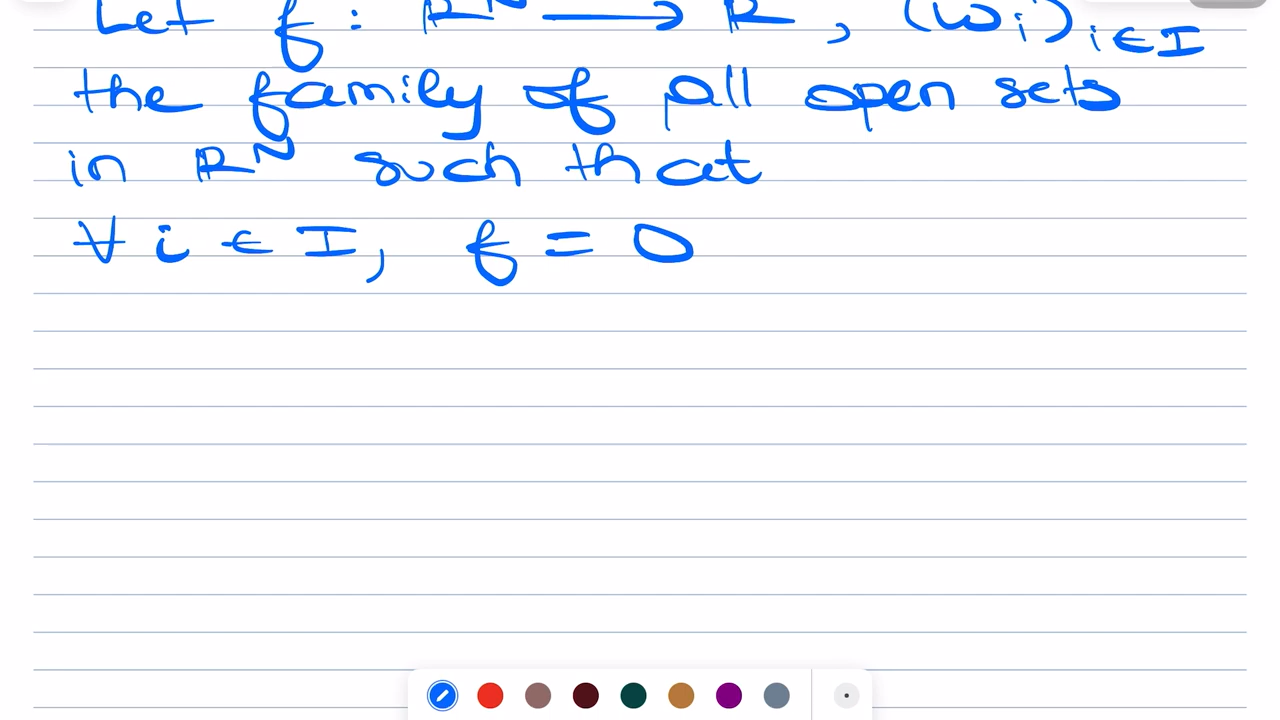 Let f : ℝᴺ ⟶ ℝ, (ωᵢ)ᵢ∈I
the family of all open sets
in ℝᴺ such that
∀ i ∈ I, f = 0